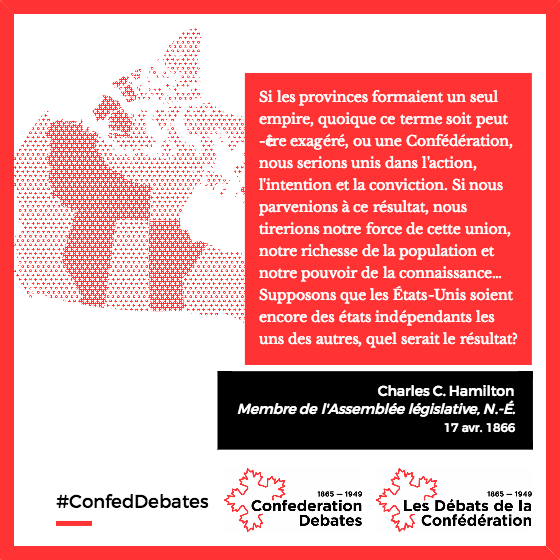 Si les provinces formaient un seul
empire, quoique ce terme soit peut
-être exagéré, ou une Confédération,
nous serions unis dans l'action,
l'intention et la conviction. Si nous
parvenions à ce résultat, nous
tirerions notre force de cette union,
notre richesse de la population et
notre pouvoir de la connaissance...
Supposons que les États-Unis soient
encore des états indépendants les
uns des autres, quel serait le résultat?
Charles C. Hamilton
Membre de l'Assemblée législative, N.-É.
17 avr. 1866
#ConfedDebates
1865 — 1949
Confederation
Debates
1865 — 1949
Les Débats de la
Confédération